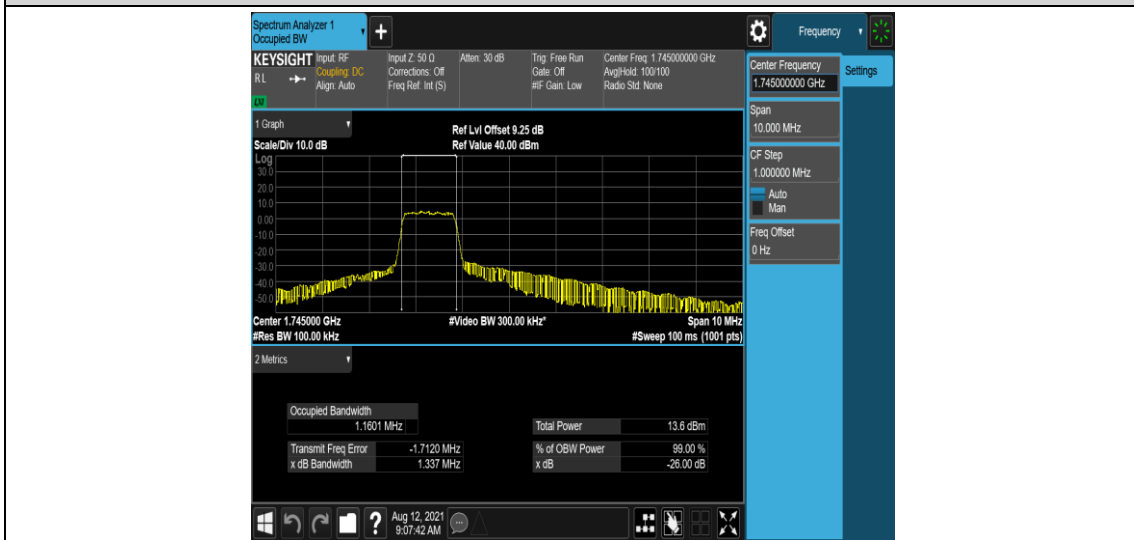 Spectrum Analyzer 1
Occupied BW
+
Frequency
KEYSIGHT
RL
LXI
Input: RF
Coupling: DC
Align: Auto
Input Z: 50 Ω
Corrections: Off
Freq Ref: Int (S)
Atten: 30 dB
Trig: Free Run
Gate: Off
#IF Gain: Low
Center Freq: 1.745000000 GHz
Avg|Hold: 100/100
Radio Std: None
Center Frequency
1.745000000 GHz
Settings
Span
10.000 MHz
CF Step
1.000000 MHz
Auto
Man
Freq Offset
0 Hz
1 Graph
Scale/Div 10.0 dB
Ref Lvl Offset 9.25 dB
Ref Value 40.00 dBm
Log
30.0
20.0
10.0
0.00
-10.0
-20.0
-30.0
-40.0
-50.0
Center 1.745000 GHz
#Video BW 300.00 kHz*
Span 10 MHz
#Res BW 100.00 kHz
#Sweep 100 ms (1001 pts)
2 Metrics
Occupied Bandwidth
1.1601 MHz
Total Power 13.6 dBm
Transmit Freq Error -1.7120 MHz
% of OBW Power 99.00 %
x dB Bandwidth 1.337 MHz
x dB -26.00 dB
?
Aug 12, 2021
9:07:42 AM